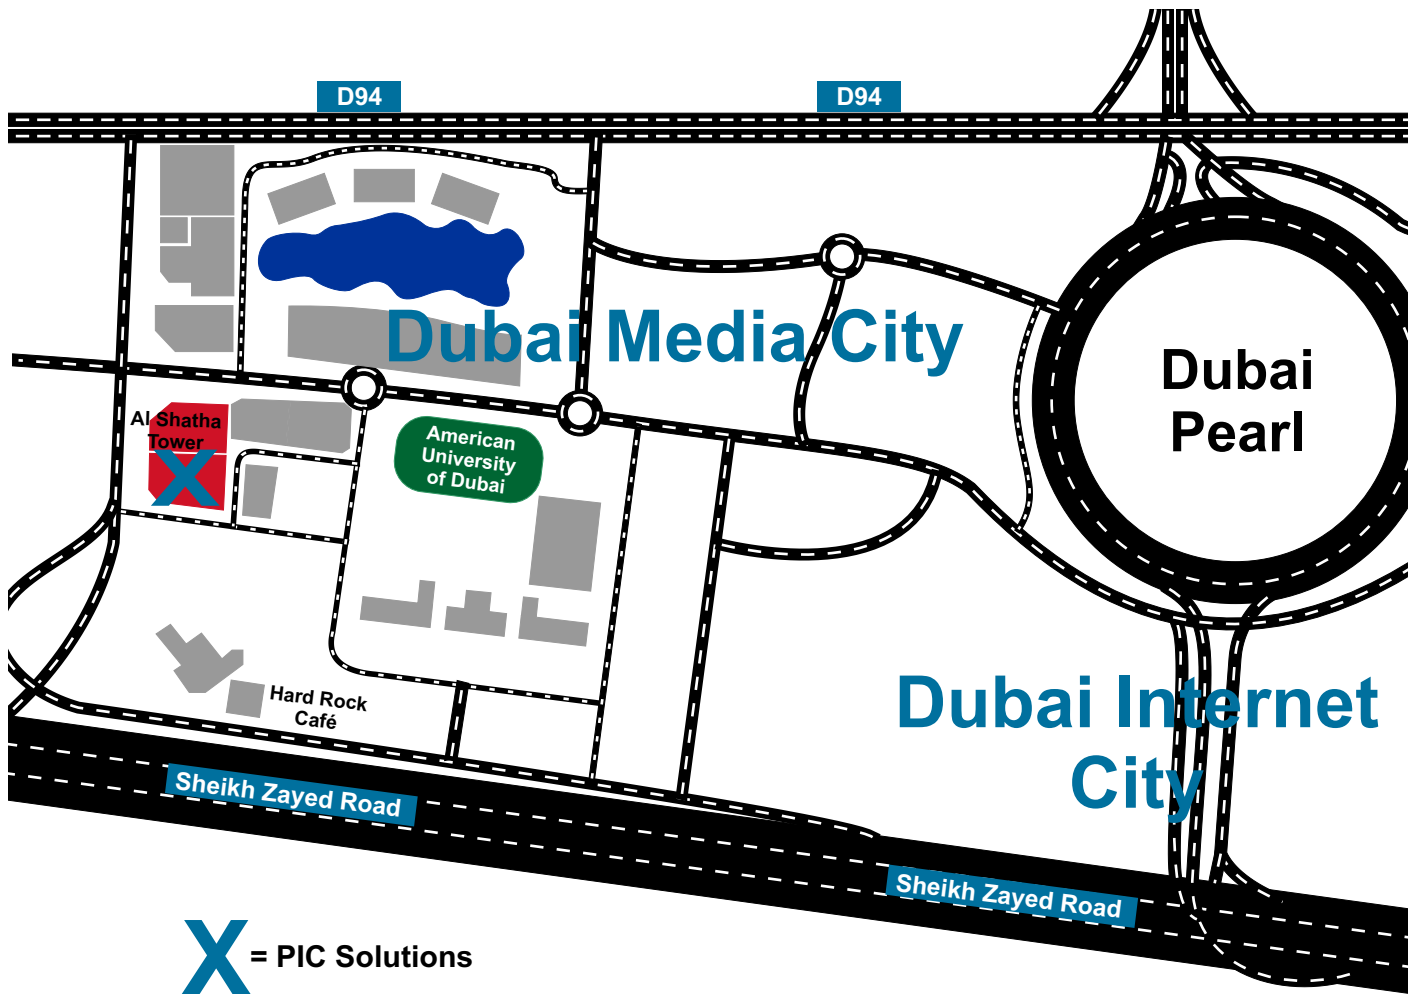 D94
D94
Dubai Media City
Dubai
Pearl
Al Shatha
Tower
X
American
University
of Dubai
Hard Rock
Café
Dubai Internet
City
Sheikh Zayed Road
Sheikh Zayed Road
X = PIC Solutions